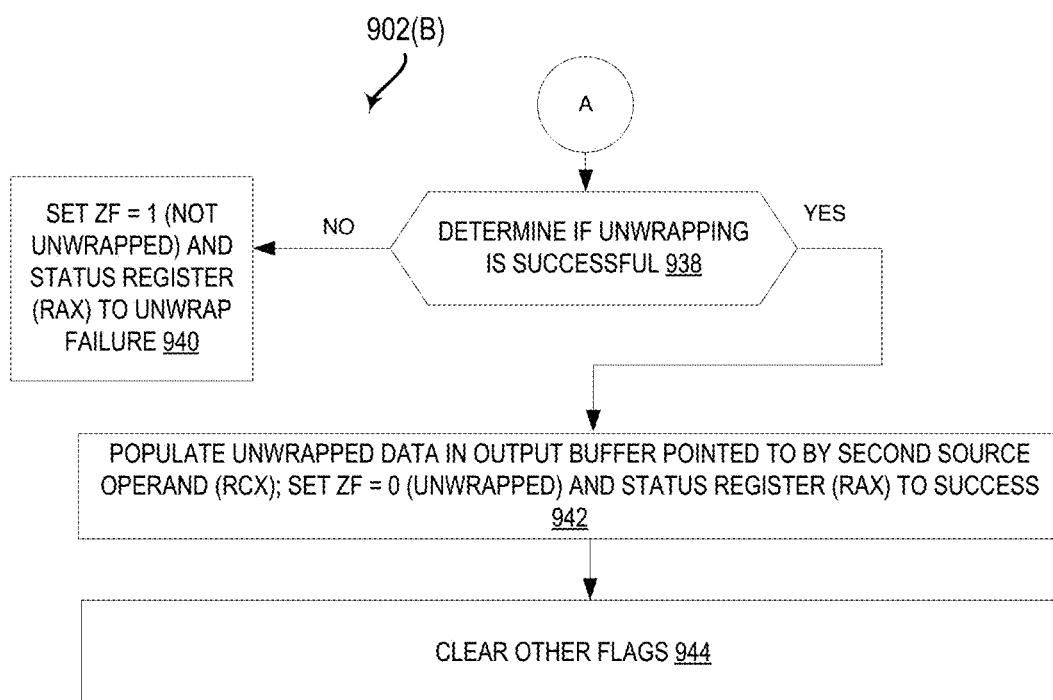 902(B)
A
SET ZF = 1 (NOT
UNWRAPPED) AND
STATUS REGISTER
(RAX) TO UNWRAP
FAILURE 940
NO
DETERMINE IF UNWRAPPING
IS SUCCESSFUL 938
YES
POPULATE UNWRAPPED DATA IN OUTPUT BUFFER POINTED TO BY SECOND SOURCE
OPERAND (RCX); SET ZF = 0 (UNWRAPPED) AND STATUS REGISTER (RAX) TO SUCCESS
942
CLEAR OTHER FLAGS 944